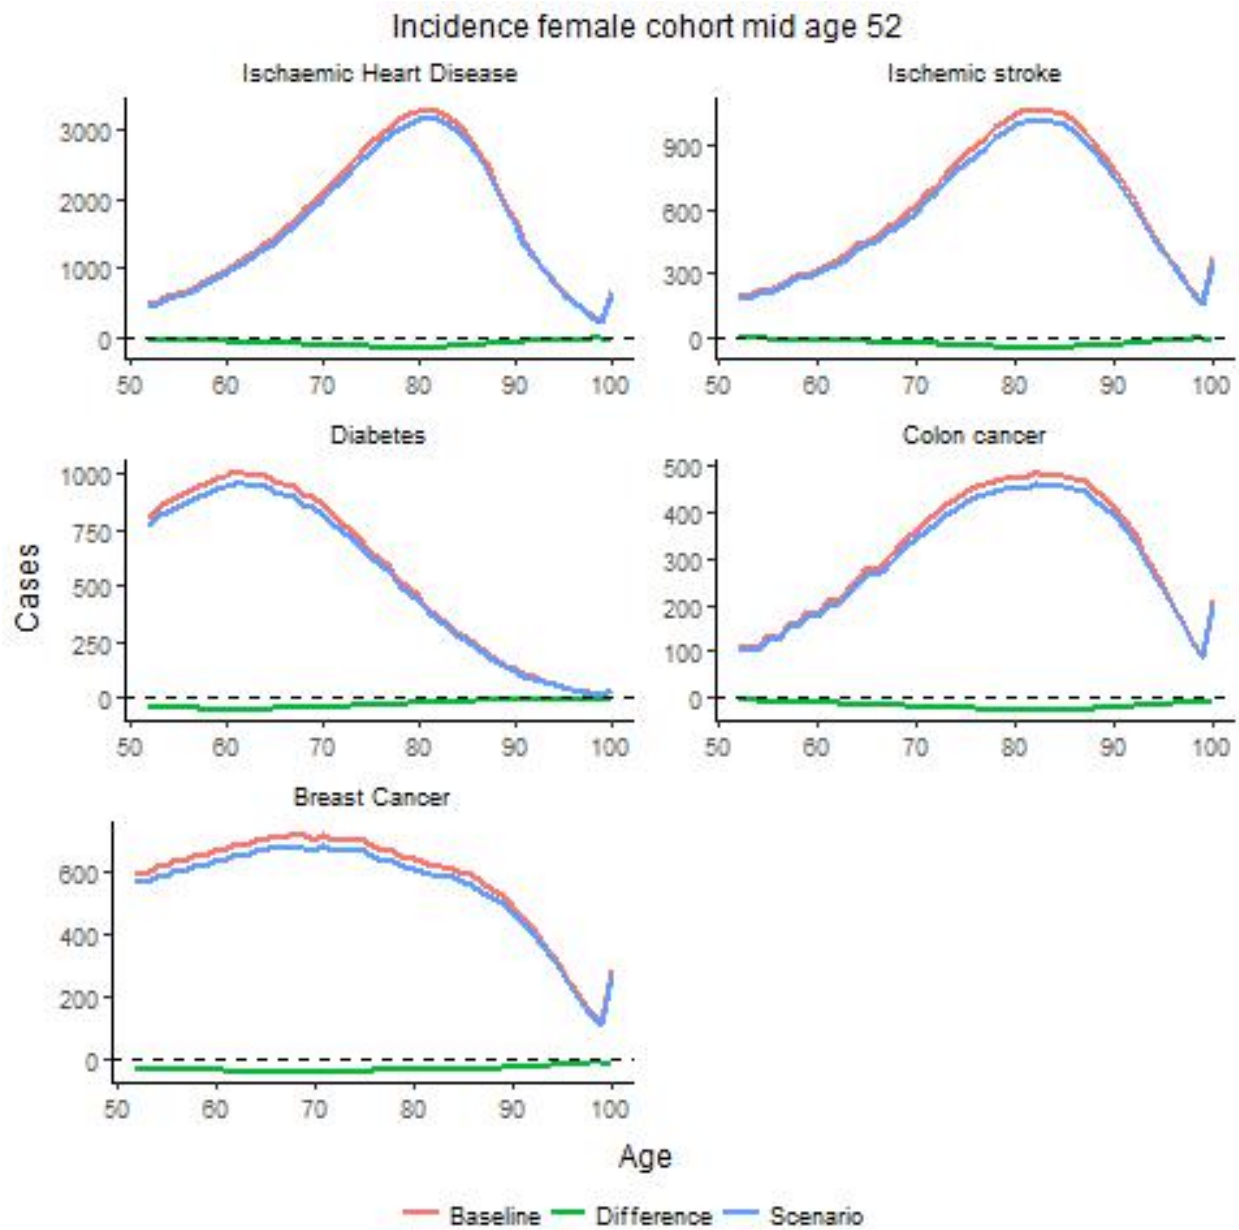 Incidence female cohort mid age 52
Ischaemic Heart Disease
3000
2000
1000
0
50 60 70 80 90 100
Ischemic stroke
900
600
300
0
50 60 70 80 90 100
Diabetes
1000
750
500
250
0
50 60 70 80 90 100
Colon cancer
500
400
300
200
100
0
50 60 70 80 90 100
Breast Cancer
600
400
200
0
50 60 70 80 90 100
Cases
Age
Baseline Difference Scenario